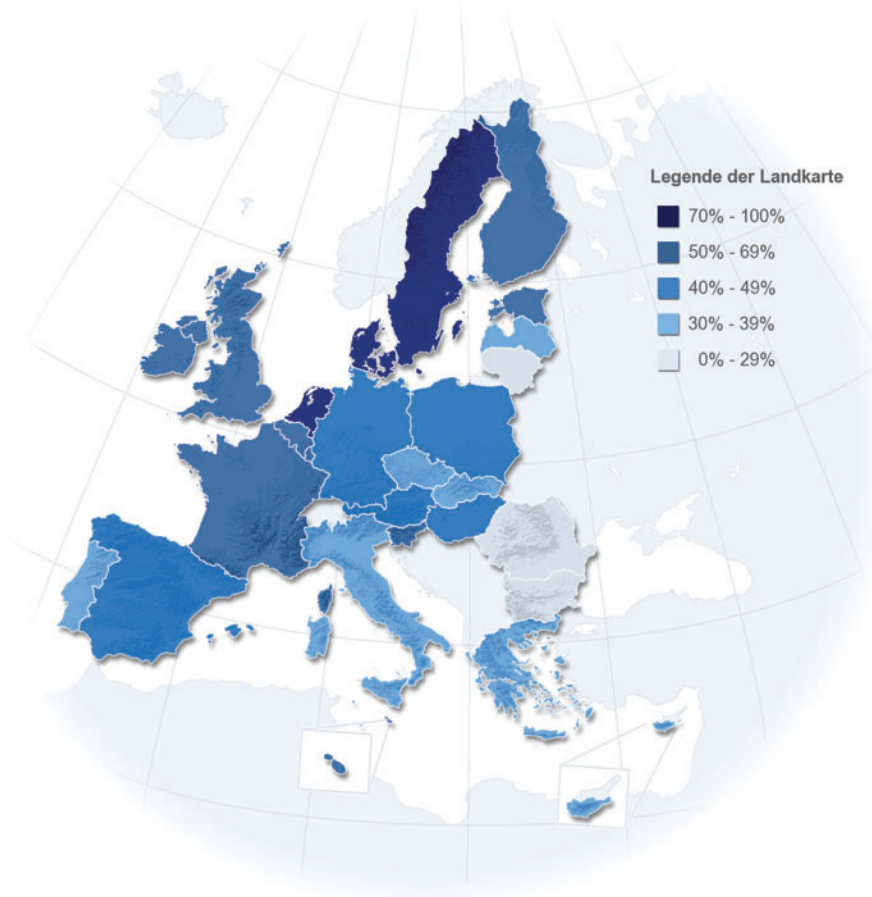 Legende der Landkarte
70% - 100%
50% - 69%
40% - 49%
30% - 39%
0% - 29%